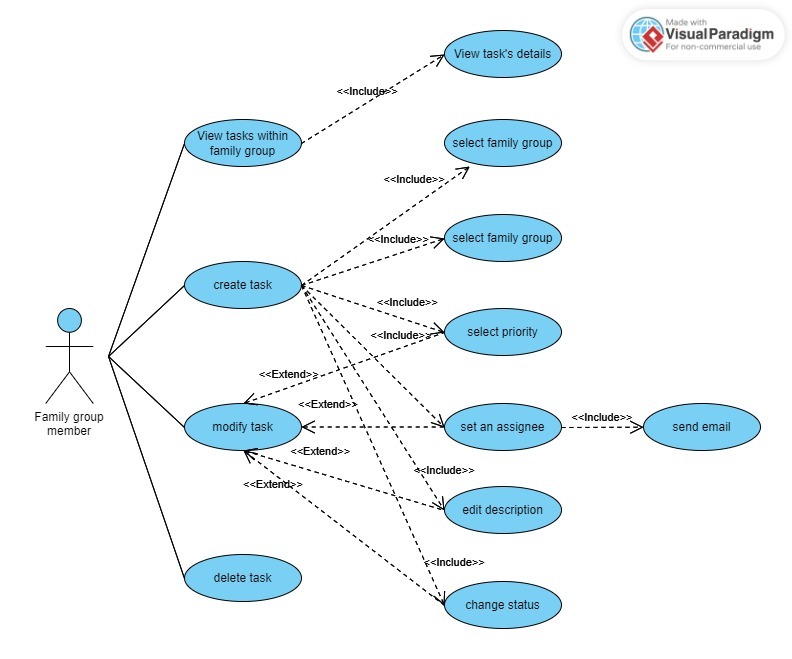 Made with
VisualParadigm
For non-commercial use
View task's details
<<Include>>
View tasks within
family group
select family group
<<Include>>
select family group
<<Include>>
create task
<<Include>>
select priority
<<Include>>
<<Extend>>
Family group
member
<<Extend>>
modify task
set an assignee
<<Include>>
send email
<<Extend>>
<<Include>>
<<Extend>>
edit description
<<Include>>
delete task
change status